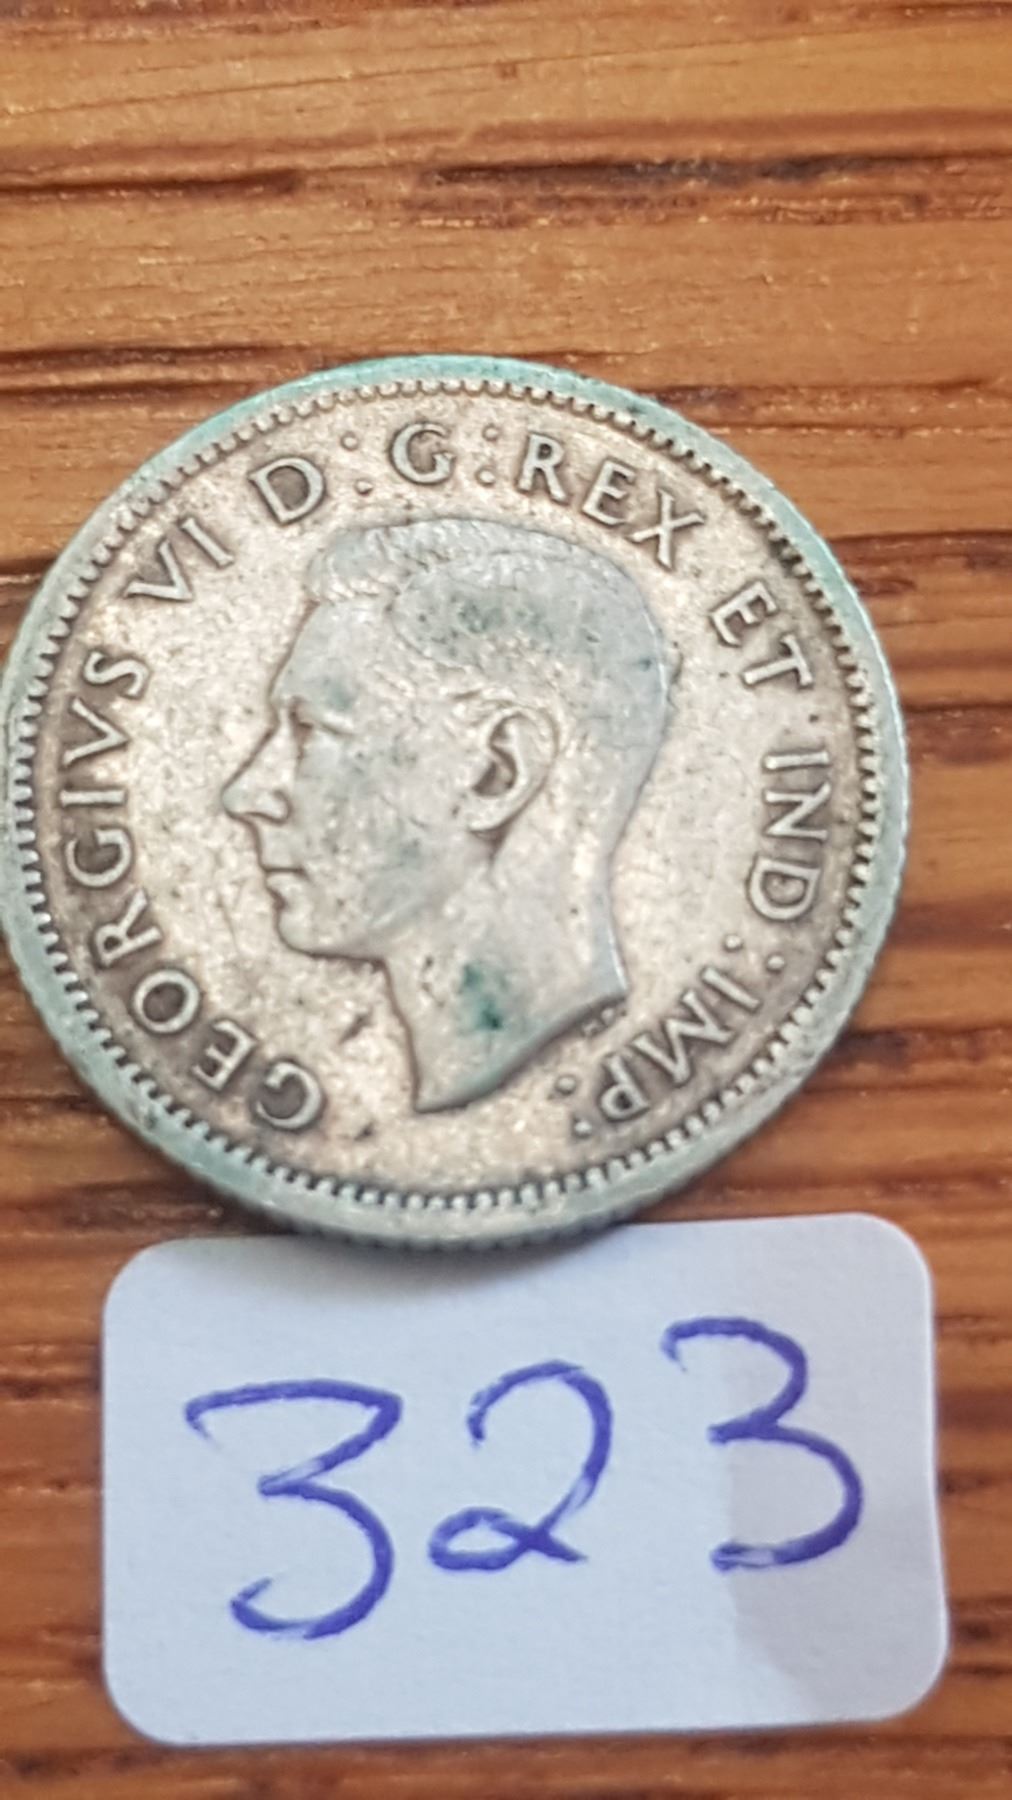 GEORGIVS VI D:G:REX ET IND:IMP:
323